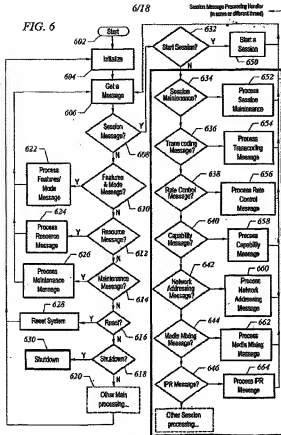 6/18
Session Message Processing Handler
(in same or different thread)
FIG. 6
Start
602
Initialize
604
Get a
Message
606
Session
Message?
608
N
Y
622
Process
Features/
Mode Message
Y
Features
& Mode Message?
610
N
624
Process
Resource
Message
Y
Resource
Message?
612
N
626
Process
Maintenance
Message
Y
Maintenance
Message?
614
N
628
Reset System
Y
Reset?
616
N
630
Shutdown
Y
Shutdown?
618
N
620
Other Main
processing...
632
Start Session?
Y
Start a
Session
650
N
634
Session
Maintenance?
Y
652
Process
Session
Maintenance
N
636
Transcoding
Message?
Y
654
Process
Transcoding
Message
N
638
Rate Control
Message?
Y
656
Process Rate
Control
Message
N
640
Capability
Message?
Y
658
Process
Capability
Message
N
642
Network
Addressing
Message?
Y
660
Process
Network
Addressing
Message
N
644
Media Mixing
Message?
Y
662
Process
Media Mixing
Message
N
646
IPR Message?
Y
664
Process IPR
Message
N
Other Session
processing...